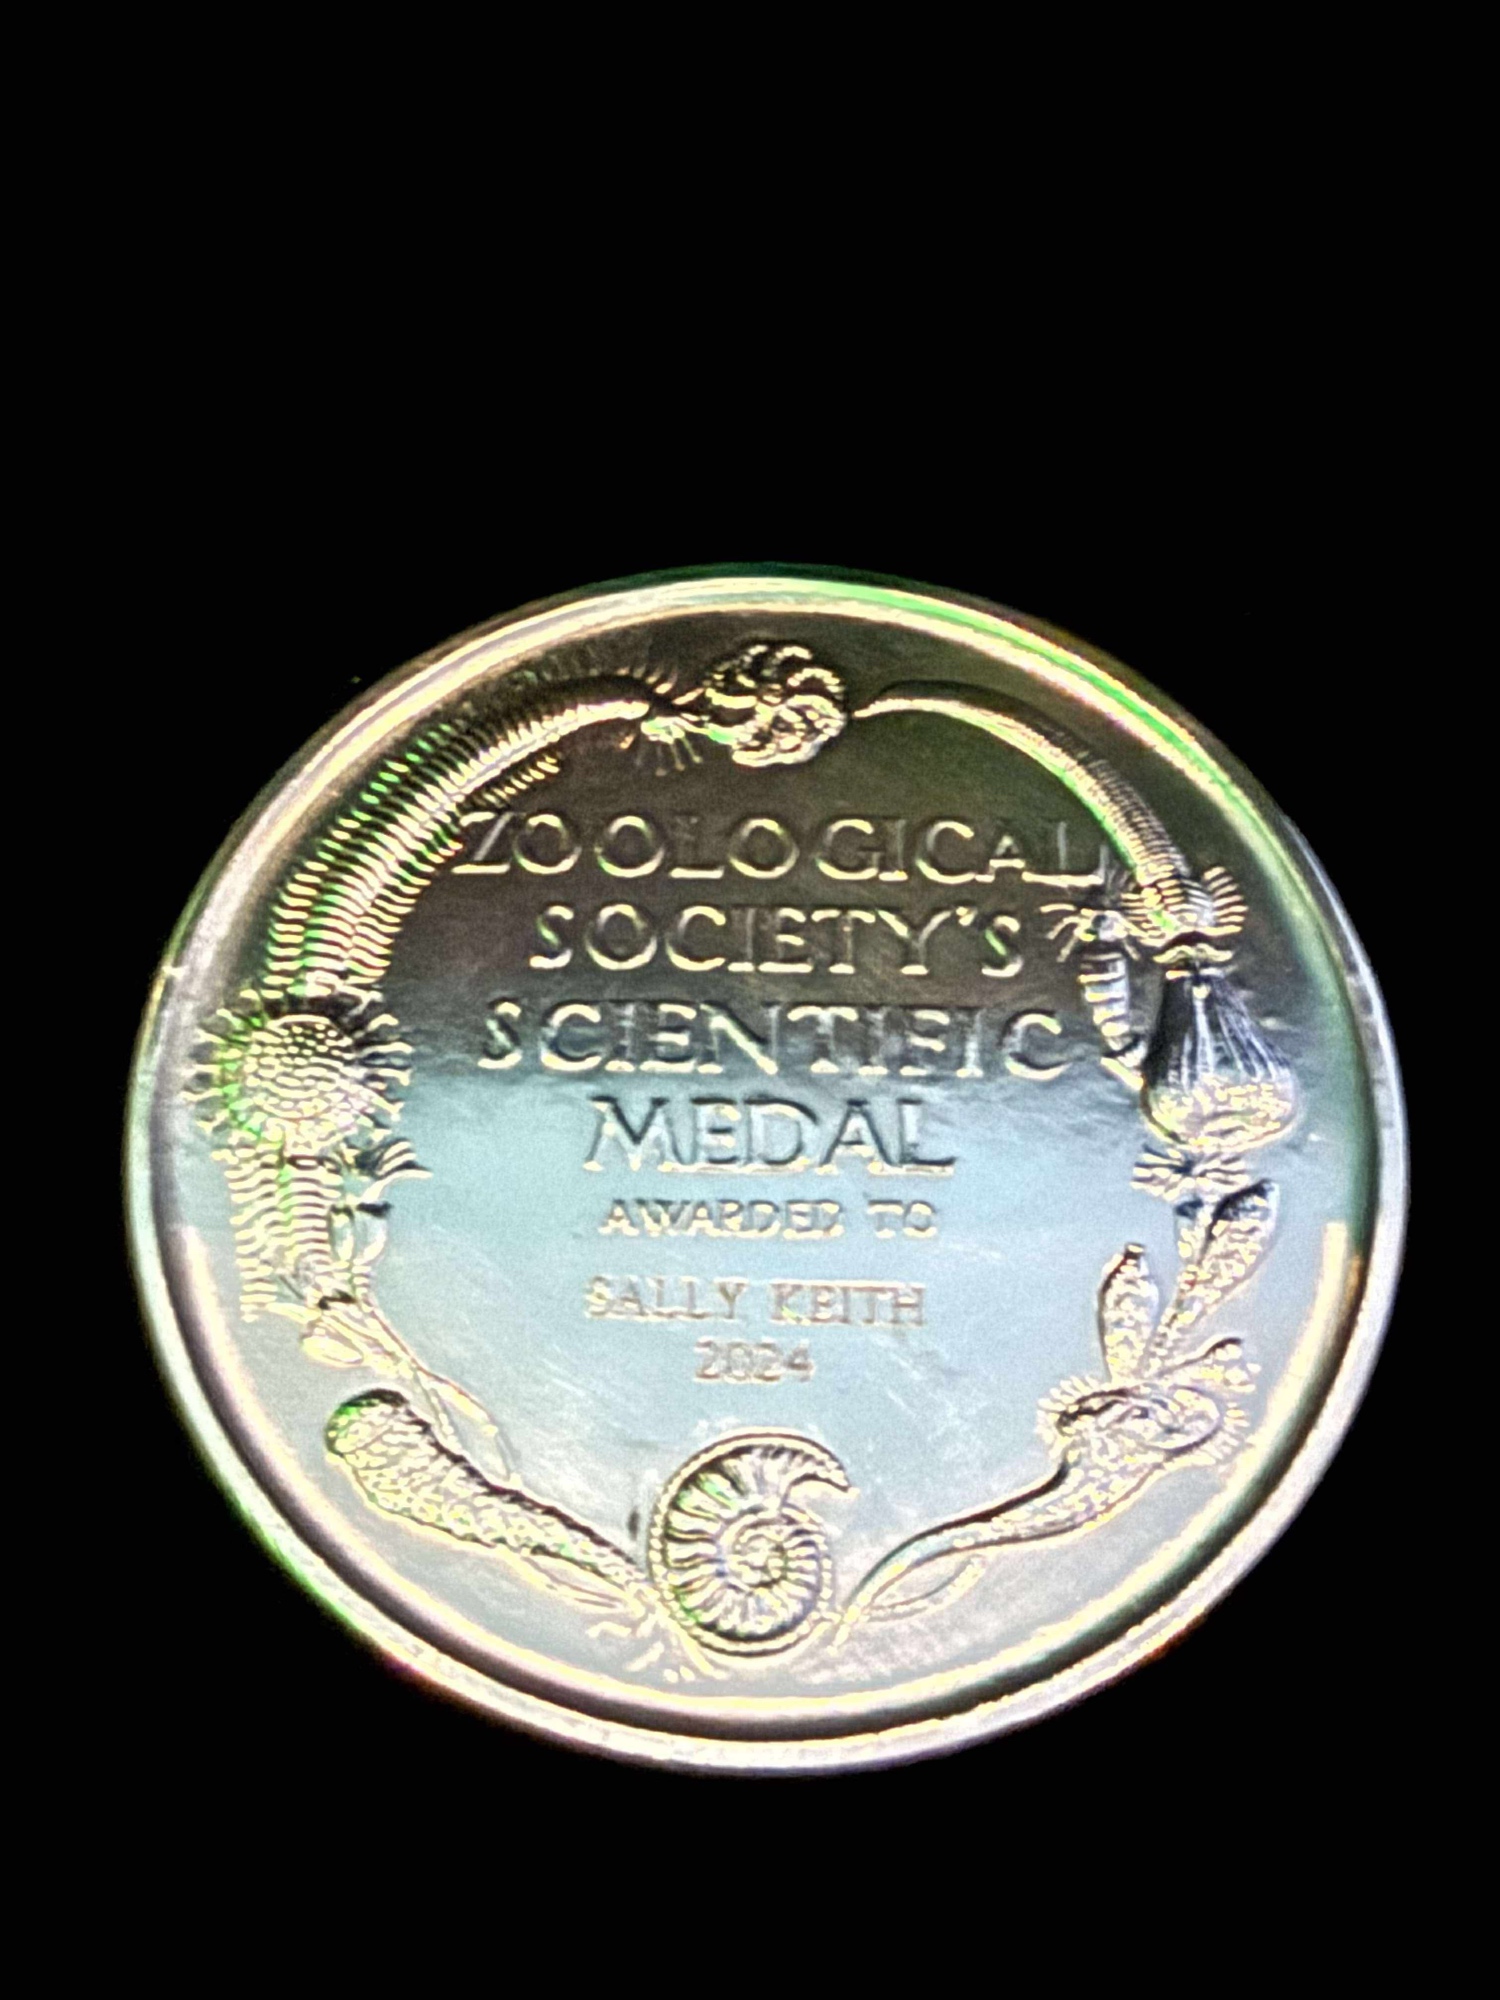 ZOOLOGICAL
SOCIETY'S
SCIENTIFIC
MEDAL
AWARDED TO
SALLY KEITH
2024